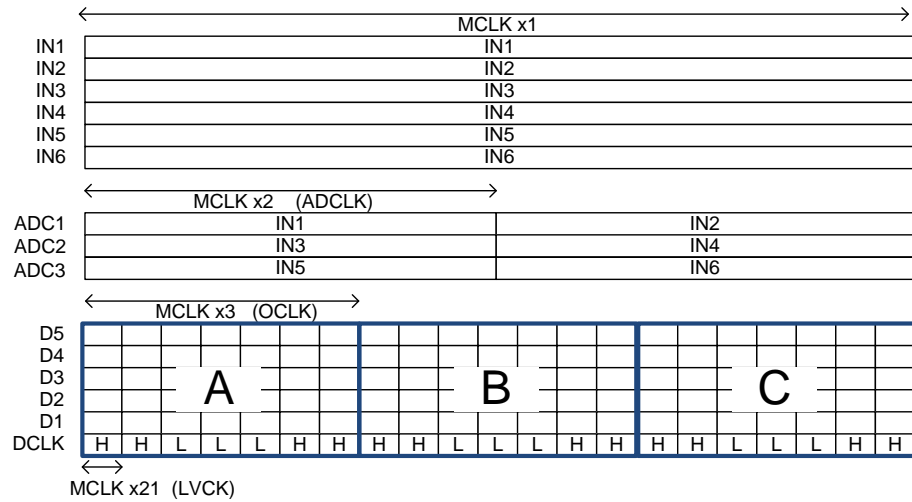 MCLK x1
IN1 IN1
IN2 IN2
IN3 IN3
IN4 IN4
IN5 IN5
IN6 IN6
MCLK x2 (ADCLK)
ADC1 IN1 IN2
ADC2 IN3 IN4
ADC3 IN5 IN6
MCLK x3 (OCLK)
D5
D4
D3
D2
D1
A B C
DCLK H H L L L H H H H L L L H H H H L L L H H
MCLK x21 (LVCK)